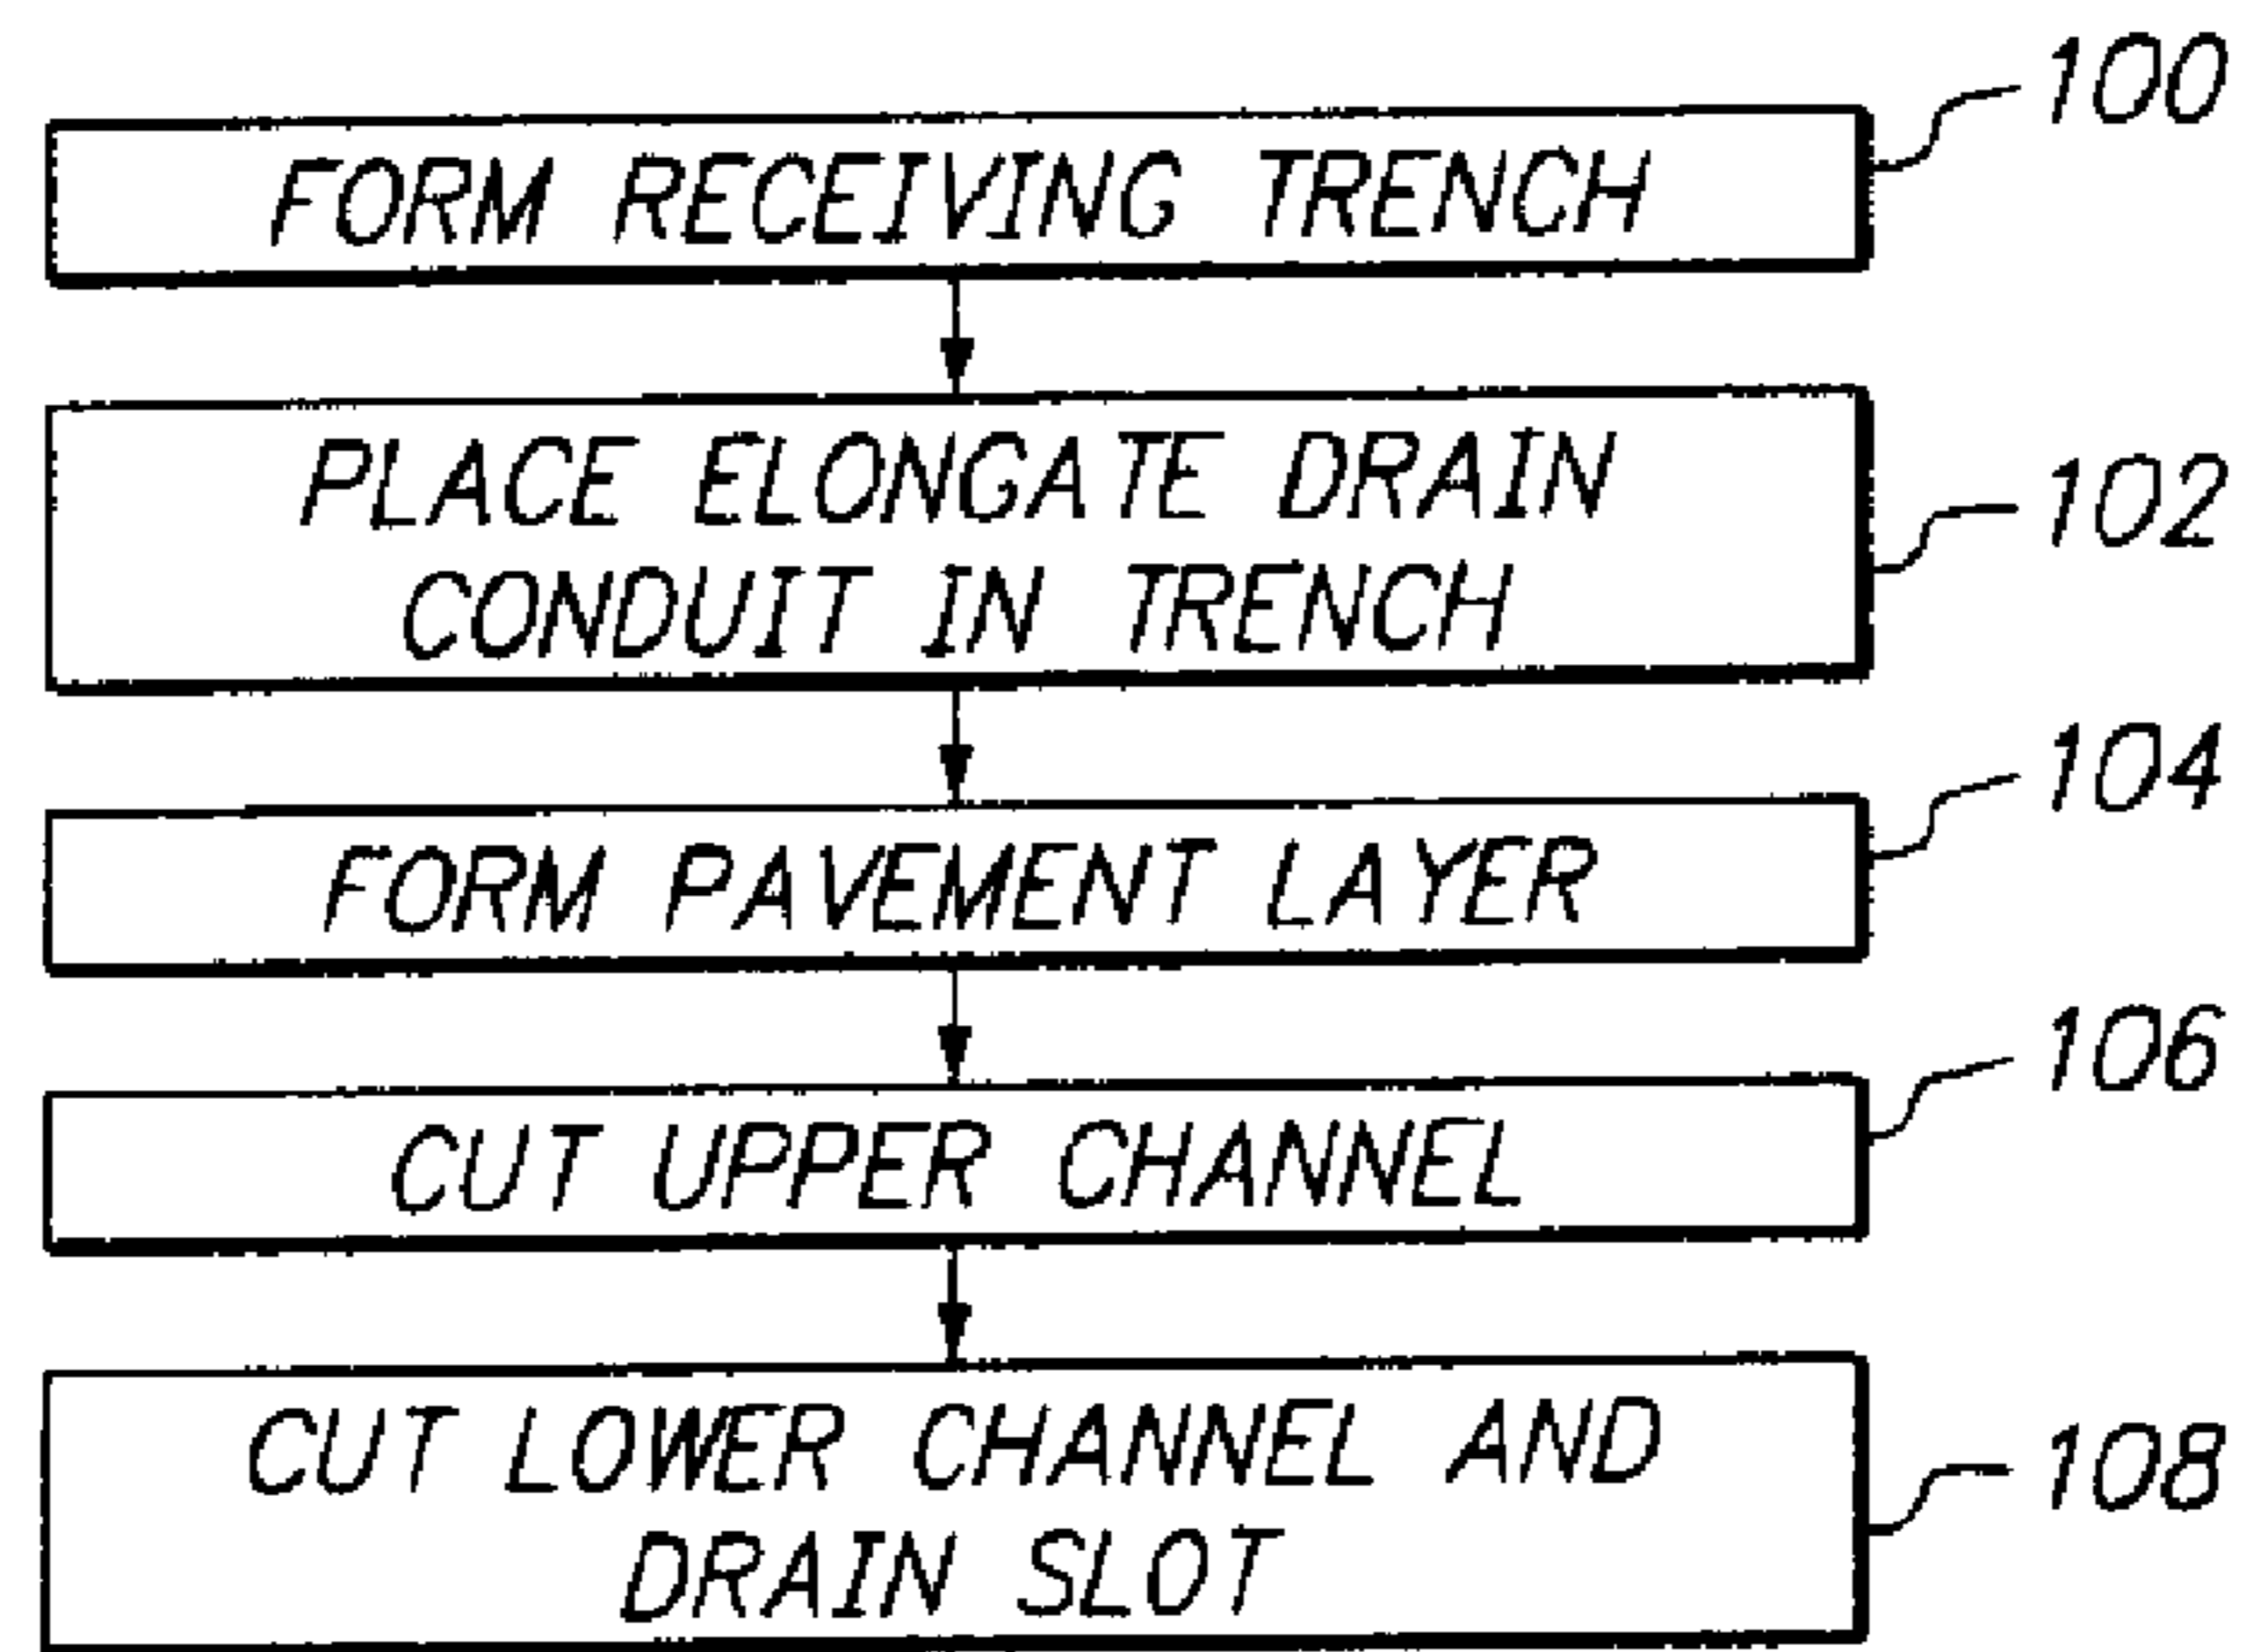 FORM RECEIVING TRENCH
100
PLACE ELONGATE DRAIN
CONDUIT IN TRENCH
102
FORM PAVEMENT LAYER
104
CUT UPPER CHANNEL
106
CUT LOWER CHANNEL AND
DRAIN SLOT
108